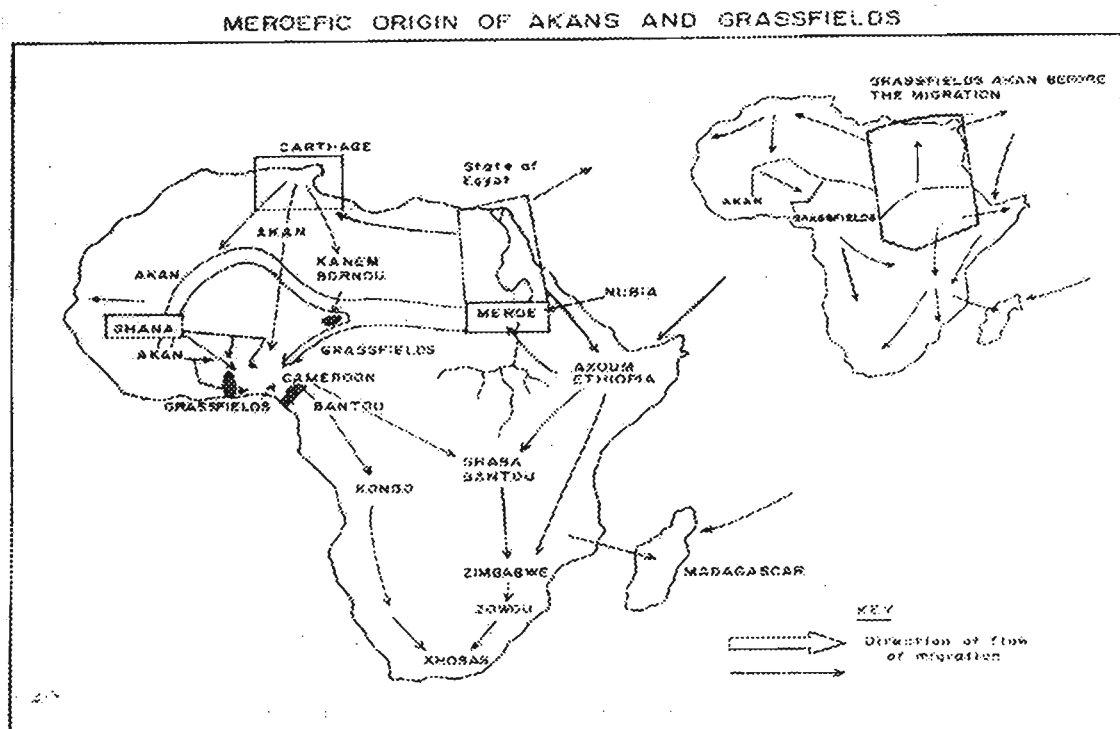 MEROEFIC ORIGIN OF AKANS AND GRASSFIELDS
GRASSFIELDS AKAN BEFORE
THE MIGRATION
AKAN
GRASSFIELDS
CARTHAGE
State of
Egypt
AKAN
AKAN
KANEM
BORNOU
NUBIA
MEROE
GHANA
AKAN
GRASSFIELDS
CAMEROON
AXOUM
ETHIOPIA
GRASSFIELDS
BANTOU
SHABA
BANTOU
KONGO
ZIMBABWE
MADAGASCAR
ZOWOU
XHOSAS
KEY
Direction of flow
of migration